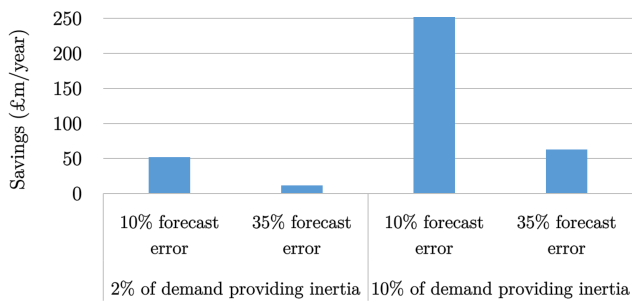 Savings (£m/year)
250
200
150
100
50
0
10% forecast
error
35% forecast
error
10% forecast
error
35% forecast
error
2% of demand providing inertia
10% of demand providing inertia